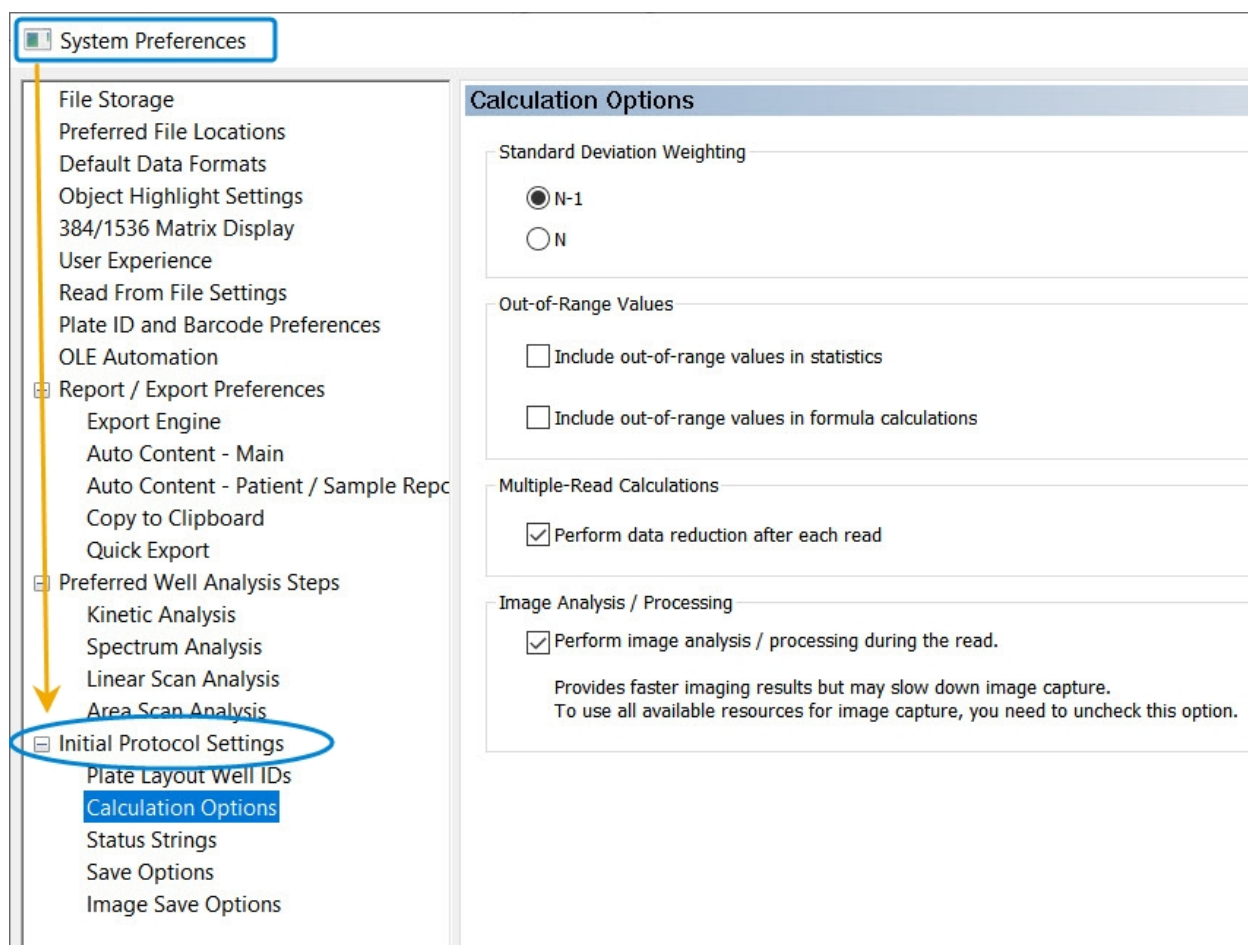 System Preferences
File Storage
Preferred File Locations
Default Data Formats
Object Highlight Settings
384/1536 Matrix Display
User Experience
Read From File Settings
Plate ID and Barcode Preferences
OLE Automation
Report / Export Preferences
Export Engine
Auto Content - Main
Auto Content - Patient / Sample Repo
Copy to Clipboard
Quick Export
Preferred Well Analysis Steps
Kinetic Analysis
Spectrum Analysis
Linear Scan Analysis
Area Scan Analysis
Initial Protocol Settings
Plate Layout Well IDs
Calculation Options
Status Strings
Save Options
Image Save Options
Calculation Options
Standard Deviation Weighting
N-1
N
Out-of-Range Values
Include out-of-range values in statistics
Include out-of-range values in formula calculations
Multiple-Read Calculations
Perform data reduction after each read
Image Analysis / Processing
Perform image analysis / processing during the read.
Provides faster imaging results but may slow down image capture.
To use all available resources for image capture, you need to uncheck this option.